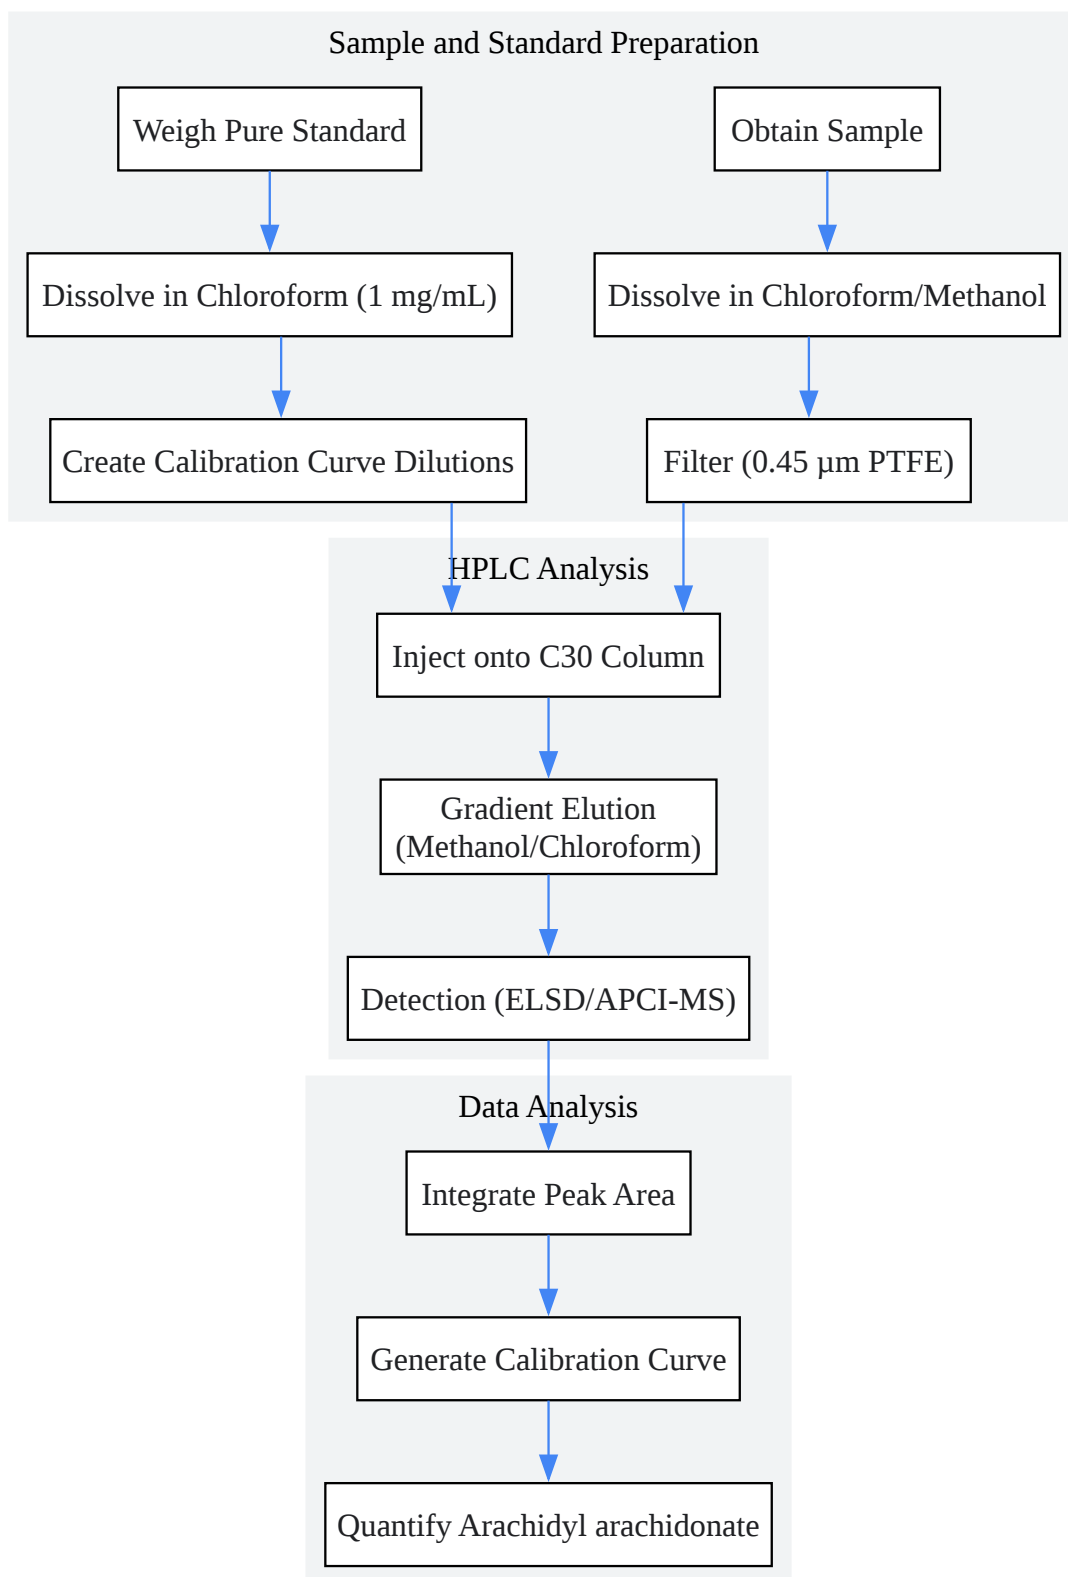 Sample and Standard Preparation
Weigh Pure Standard
Obtain Sample
Dissolve in Chloroform (1 mg/mL)
Dissolve in Chloroform/Methanol
Create Calibration Curve Dilutions
Filter (0.45 µm PTFE)
HPLC Analysis
Inject onto C30 Column
Gradient Elution
(Methanol/Chloroform)
Detection (ELSD/APCI-MS)
Data Analysis
Integrate Peak Area
Generate Calibration Curve
Quantify Arachidyl arachidonate